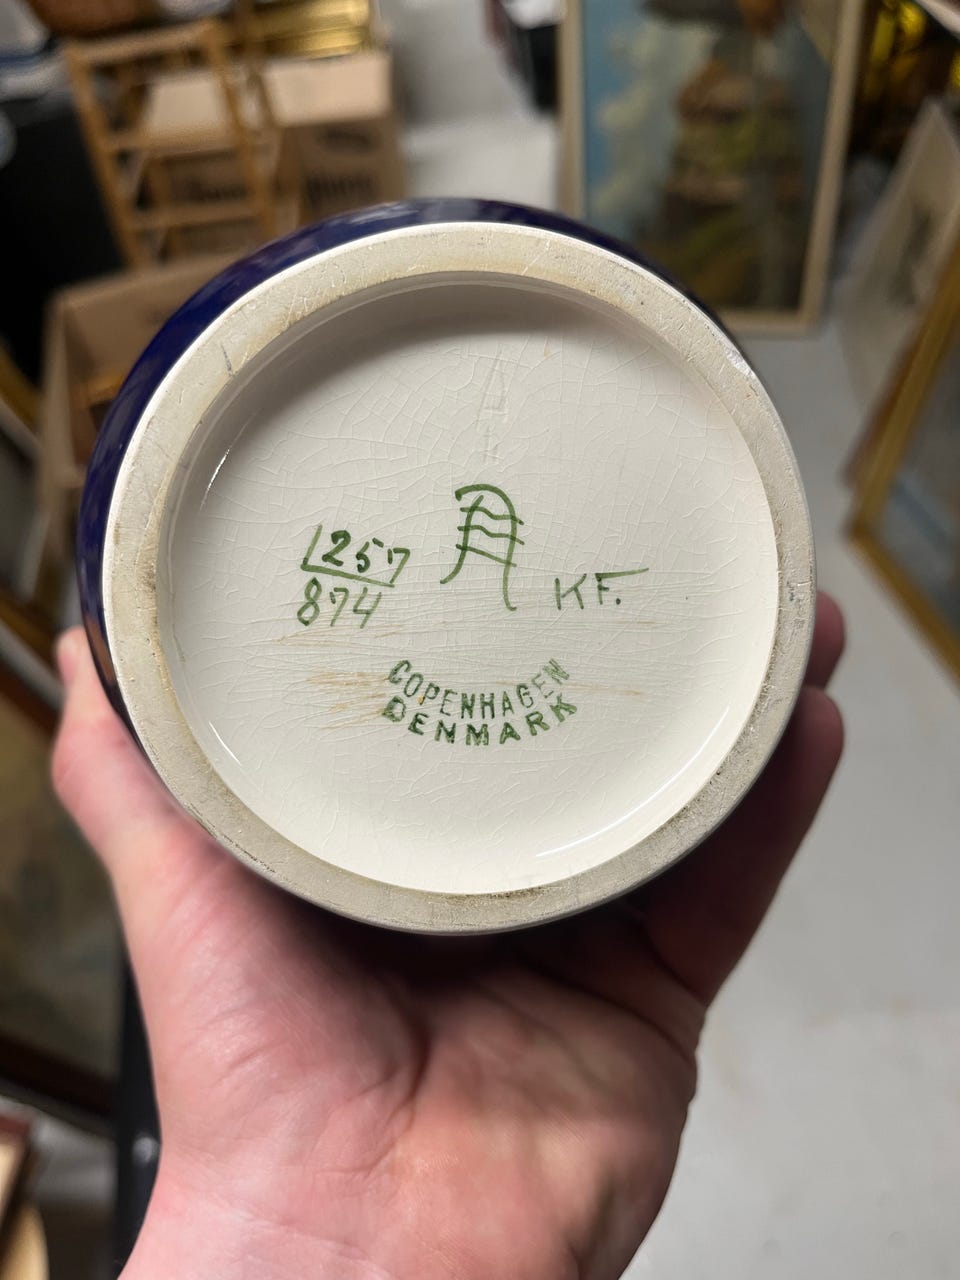 1257
874
KF.
COPENHAGEN
DENMARK